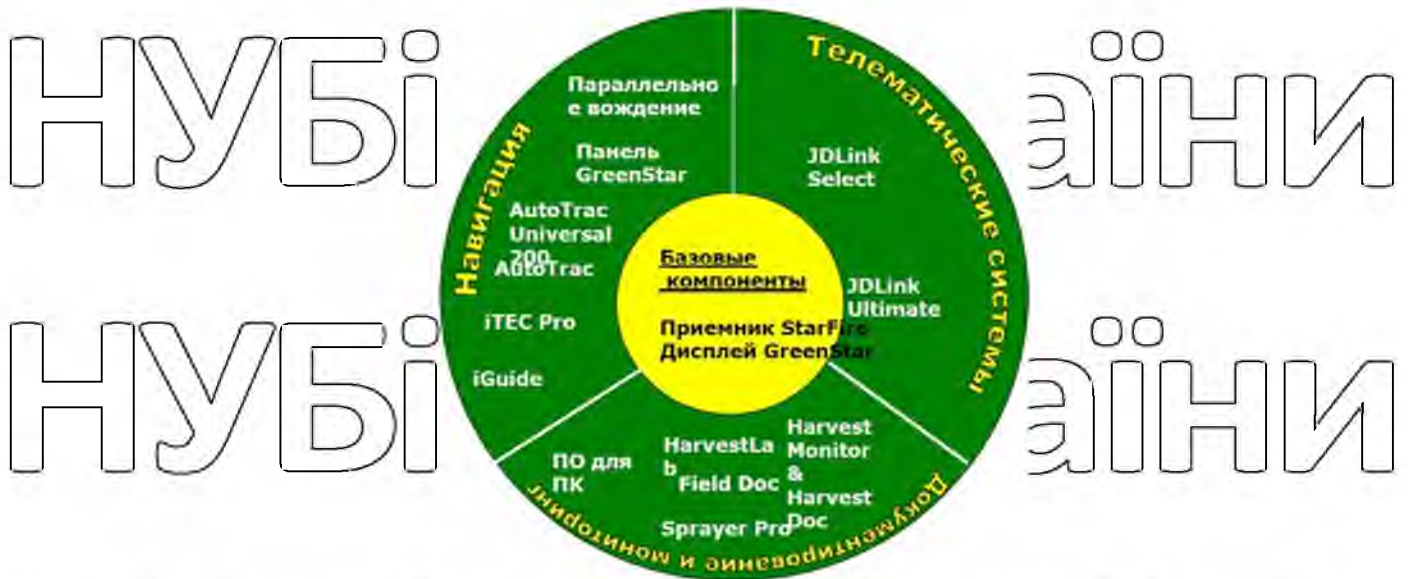 НУБі
аїни
Телематические системы
Параллельно
е вождение
Навигация
Панель
GreenStar
JDLink
Select
AutoTrac
Universal
200
AutoTrac
Базовые
компоненты
JDLink
Ultimate
iTEC Pro
Приемник StarFire
Дисплей GreenStar
НУБі
аїни
iGuide
Harvest
Monitor
&
Harvest
Doc
HarvestLa
b
Field Doc
ПО для
ПК
Sprayer Pro
Документирование и мониторинг